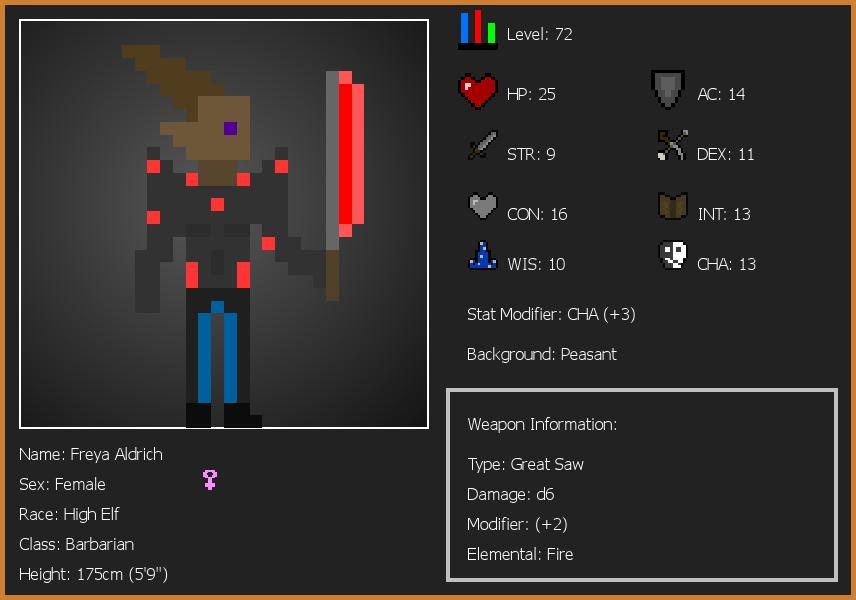 Level: 72
HP: 25
AC: 14
STR: 9
DEX: 11
CON: 16
INT: 13
WIS: 10
CHA: 13
Stat Modifier: CHA (+3)
Background: Peasant
Weapon Information:
Type: Great Saw
Damage: d6
Modifier: (+2)
Elemental: Fire
Name: Freya Aldrich
Sex: Female
Race: High Elf
Class: Barbarian
Height: 175cm (5'9")